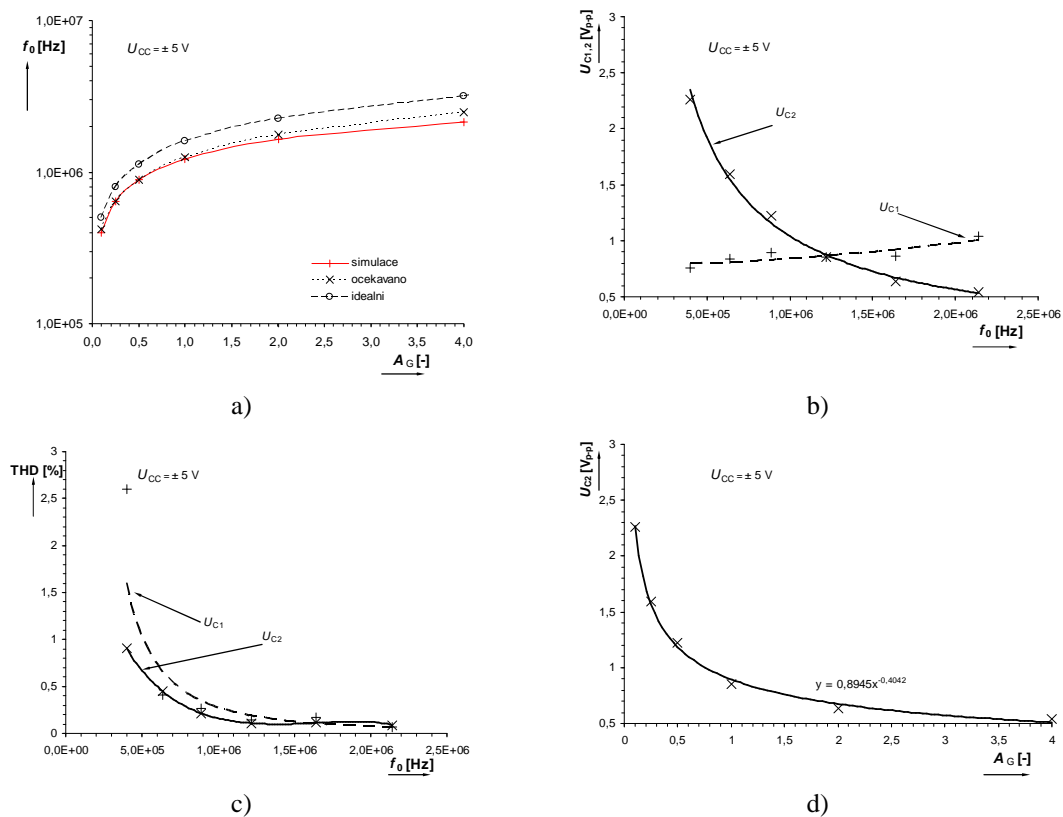 f0 [Hz]
1,0E+07
1,0E+06
1,0E+05
UCC = ± 5 V
simulace
ocekavano
idealni
0,0 0,5 1,0 1,5 2,0 2,5 3,0 3,5 4,0
AG [-]
a)
UC1,2 [Vp-p]
3
2,5
2
1,5
1
0,5
UCC = ± 5 V
UC2
UC1
0,0E+00 5,0E+05 1,0E+06 1,5E+06 2,0E+06 2,5E+06
f0 [Hz]
b)
THD [%]
3
2,5
2
1,5
1
0,5
0
UCC = ± 5 V
UC1
UC2
0,0E+00 5,0E+05 1,0E+06 1,5E+06 2,0E+06 2,5E+06
f0 [Hz]
c)
UC2 [Vp-p]
3
2,5
2
1,5
1
0,5
UCC = ± 5 V
y = 0,8945x-0,4042
0 0,5 1 1,5 2 2,5 3 3,5 4
AG [-]
d)